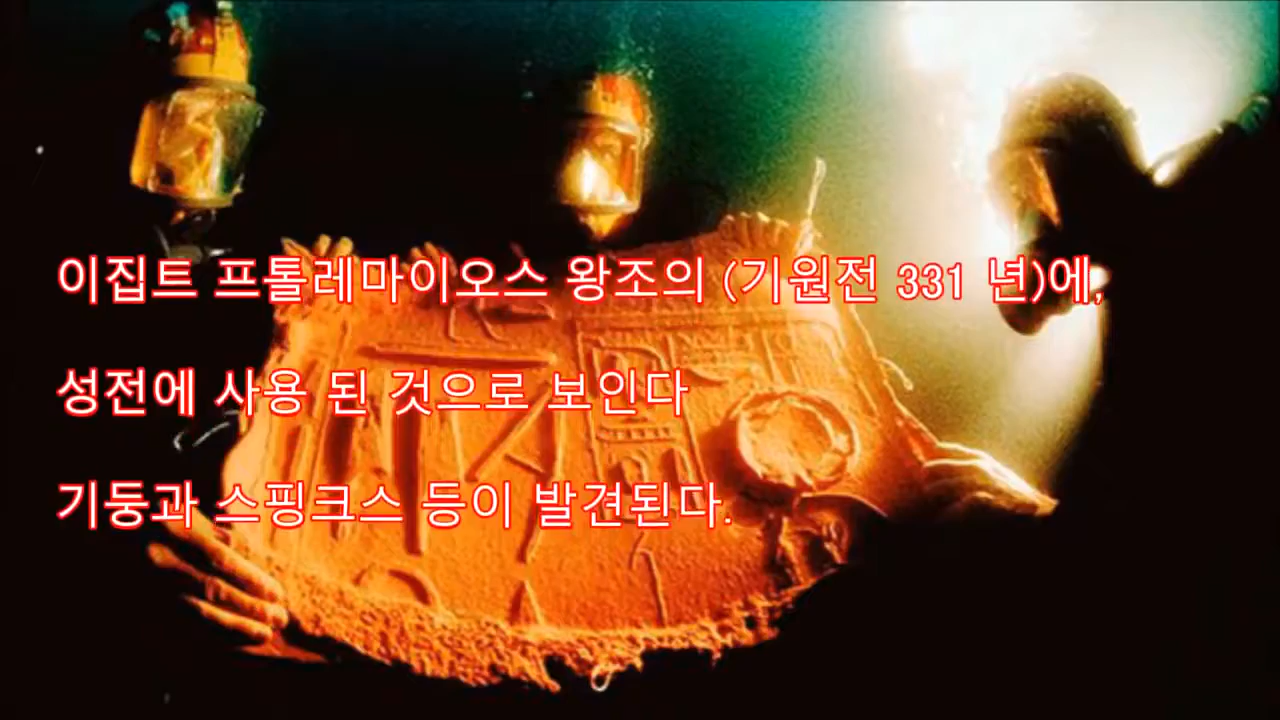 이집트 프톨레마이오스 왕조의 (기원전 331 년)에,
성전에 사용 된 것으로 보인다
기둥과 스핑크스 등이 발견된다.